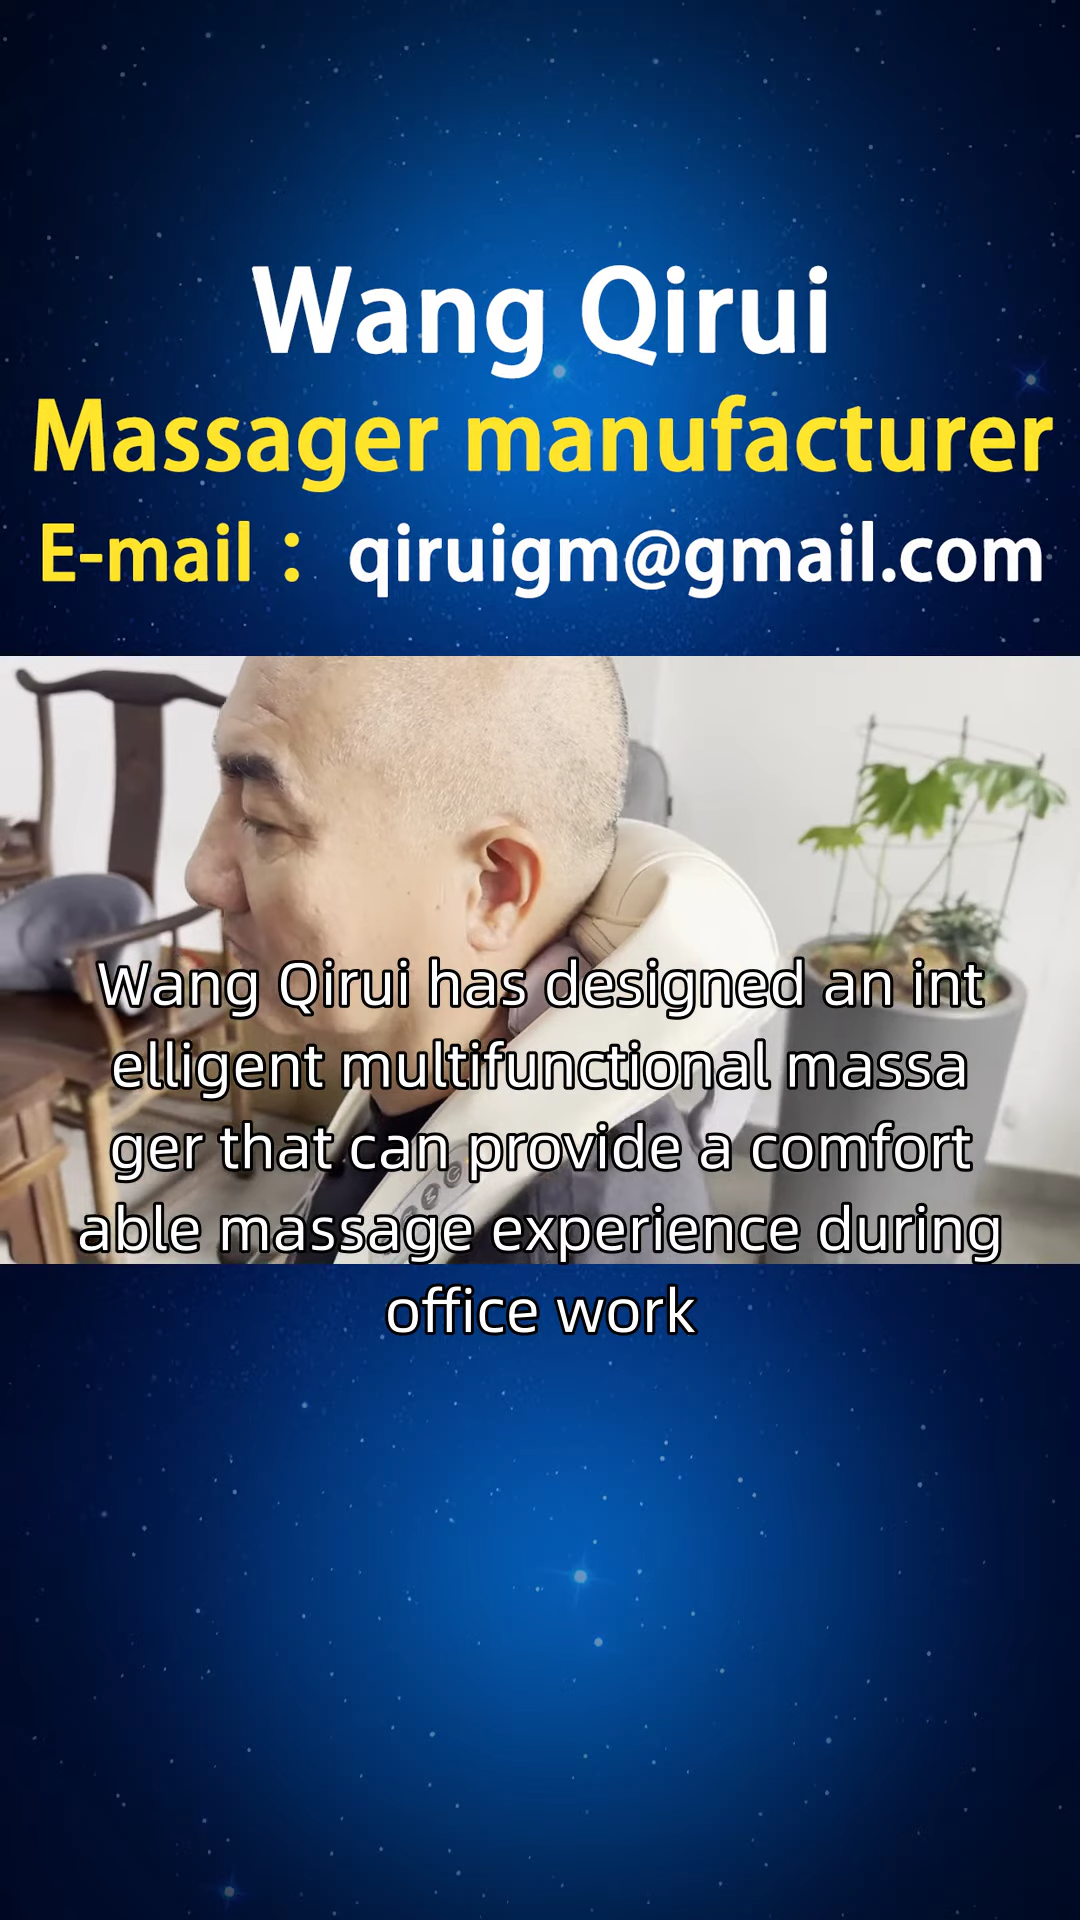 Wang Qirui
Massager manufacturer
E-mail： qiruigm@gmail.com
Wang Qirui has designed an int
elligent multifunctional massa
ger that can provide a comfort
able massage experience during
office work